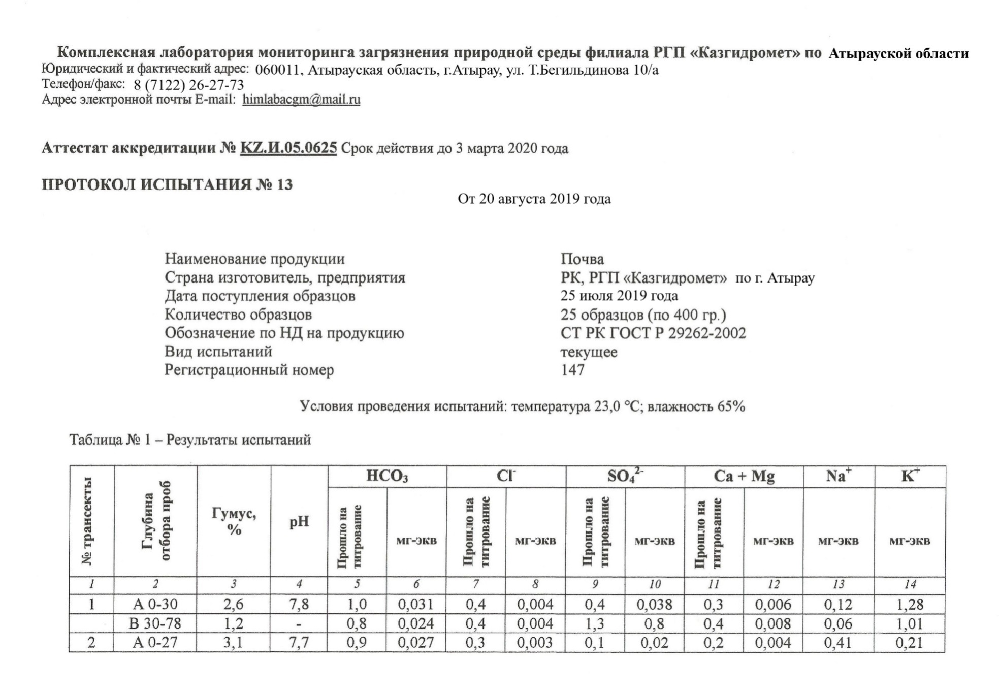 Комплексная лаборатория мониторинга загрязнения природной среды филиала РГП «Казгидромет» по Атырауской области
Юридический и фактический адрес: 060011, Атырауская область, г.Атырау, ул. Т.Бегильдинова 10/а
Телефон/факс: 8 (7122) 26-27-73
Адрес электронной почты E-mail: himlabacgm@mail.ru
Аттестат аккредитации № KZ.И.05.0625 Срок действия до 3 марта 2020 года
ПРОТОКОЛ ИСПЫТАНИЯ № 13
От 20 августа 2019 года
Наименование продукции Почва
Страна изготовитель, предприятия РК, РГП «Казгидромет» по г. Атырау
Дата поступления образцов 25 июля 2019 года
Количество образцов 25 образцов (по 400 гр.)
Обозначение по НД на продукцию СТ РК ГОСТ Р 29262-2002
Вид испытаний текущее
Регистрационный номер 147
Условия проведения испытаний: температура 23,0 °С; влажность 65%
Таблица № 1 – Результаты испытаний
№ трансекты Глубина отбора проб Гумус, % pH HCO₃ Cl⁻ SO₄²⁻ Ca + Mg Na⁺ K⁺
Прошло на титрование мг-экв Прошло на титрование мг-экв Прошло на титрование мг-экв Прошло на титрование мг-экв мг-экв мг-экв
1 2 3 4 5 6 7 8 9 10 11 12 13 14
1 А 0-30 2,6 7,8 1,0 0,031 0,4 0,004 0,4 0,038 0,3 0,006 0,12 1,28
В 30-78 1,2 - 0,8 0,024 0,4 0,004 1,3 0,8 0,4 0,008 0,06 1,01
2 А 0-27 3,1 7,7 0,9 0,027 0,3 0,003 0,1 0,02 0,2 0,004 0,41 0,21